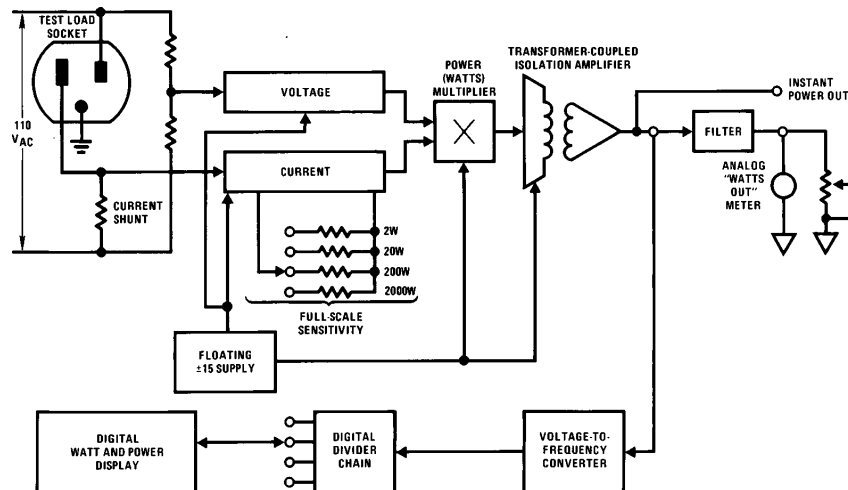 TEST LOAD
SOCKET
110
VAC
CURRENT
SHUNT
VOLTAGE
CURRENT
2W
20W
200W
2000W
FULL-SCALE
SENSITIVITY
FLOATING
±15 SUPPLY
POWER
(WATTS)
MULTIPLIER
X
TRANSFORMER-COUPLED
ISOLATION AMPLIFIER
INSTANT
POWER OUT
FILTER
ANALOG
"WATTS
OUT"
METER
DIGITAL
WATT AND POWER
DISPLAY
DIGITAL
DIVIDER
CHAIN
VOLTAGE-TO-
FREQUENCY
CONVERTER